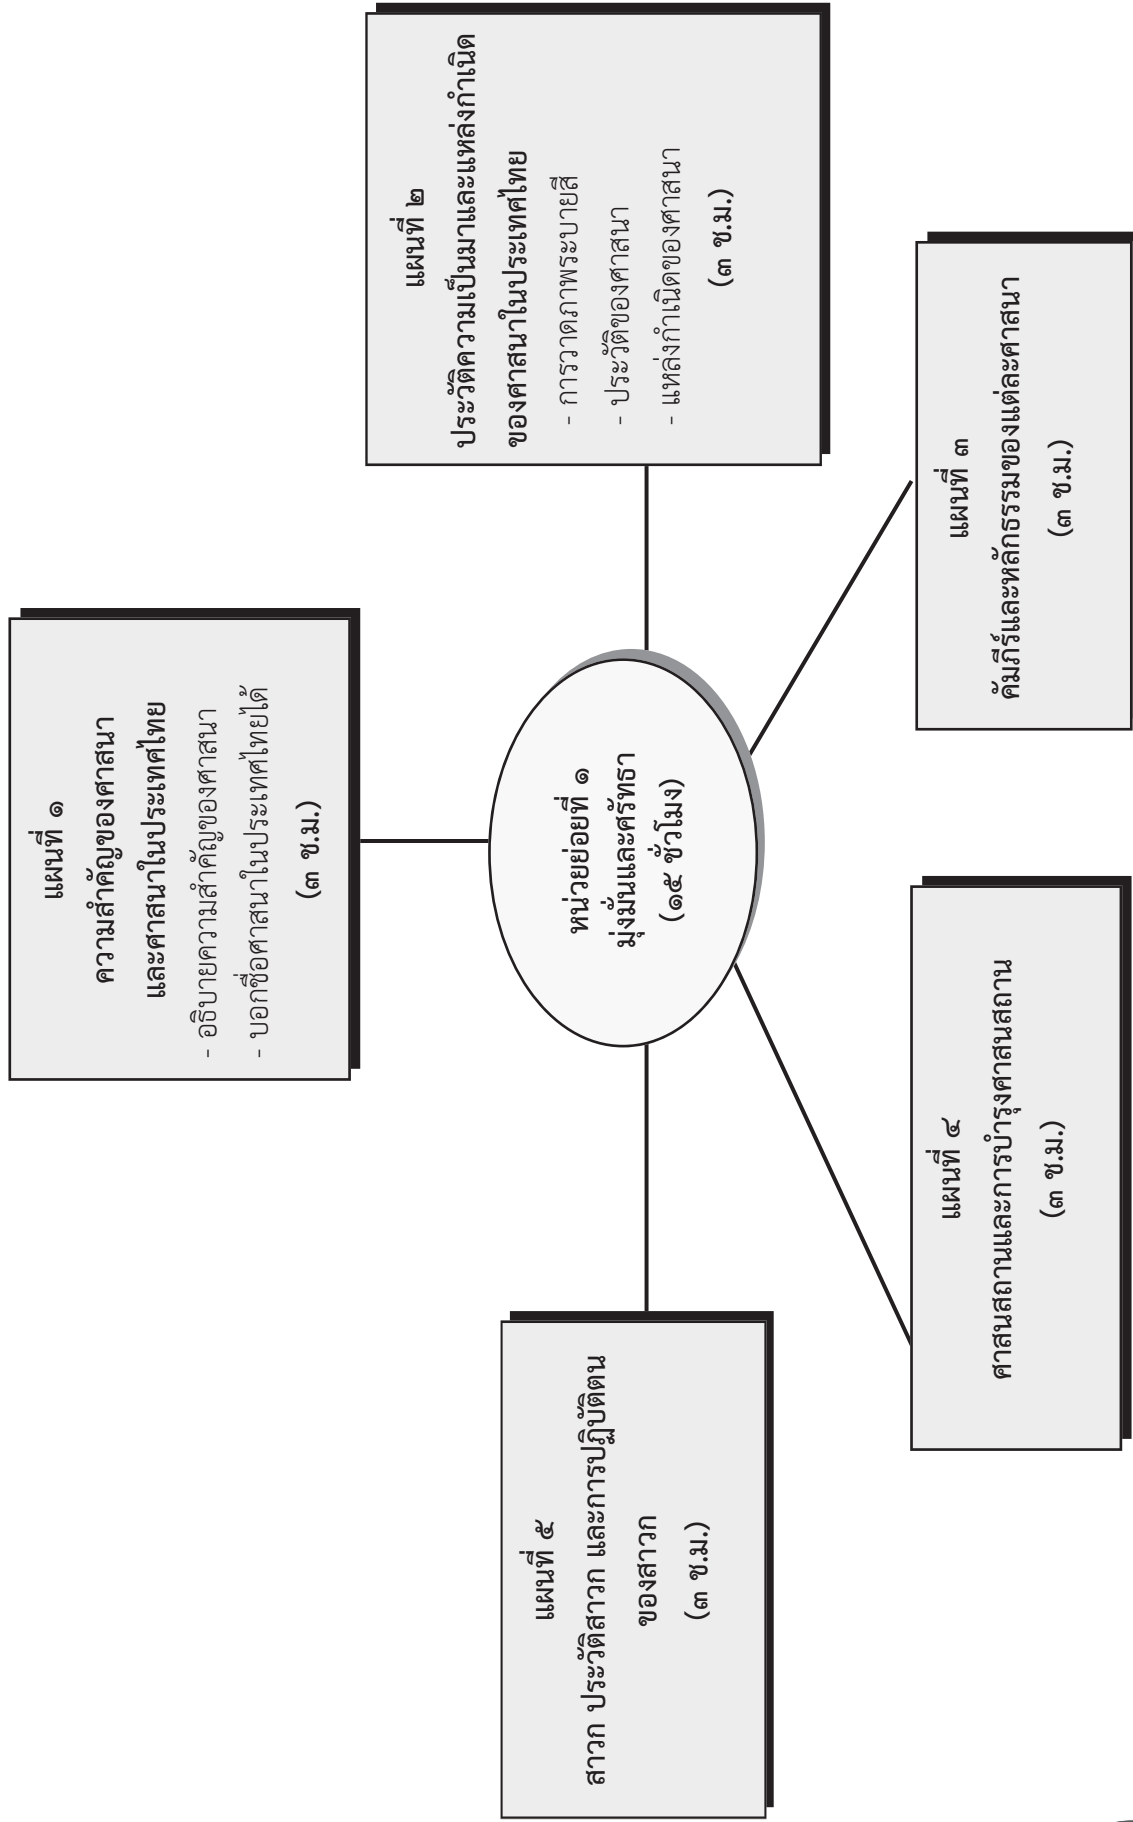 แผนที่ ๑
ความสำคัญของศาสนา
และศาสนาในประเทศไทย
- อธิบายความสำคัญของศาสนา
- บอกชื่อศาสนาในประเทศไทยได้
(๓ ช.ม.)
แผนที่ ๒
ประวัติความเป็นมาและแหล่งกำเนิด
ของศาสนาในประเทศไทย
- การวาดภาพระบายสี
- ประวัติของศาสนา
- แหล่งกำเนิดของศาสนา
(๓ ช.ม.)
หน่วยย่อยที่ ๑
มุ่งมั่นและศรัทธา
(๑๕ ชั่วโมง)
แผนที่ ๓
คัมภีร์และหลักธรรมของแต่ละศาสนา
(๓ ช.ม.)
แผนที่ ๔
ศาสนสถานและการบำรุงศาสนสถาน
(๓ ช.ม.)
แผนที่ ๕
สาวก ประวัติสาวก และการปฏิบัติตน
ของสาวก
(๓ ช.ม.)